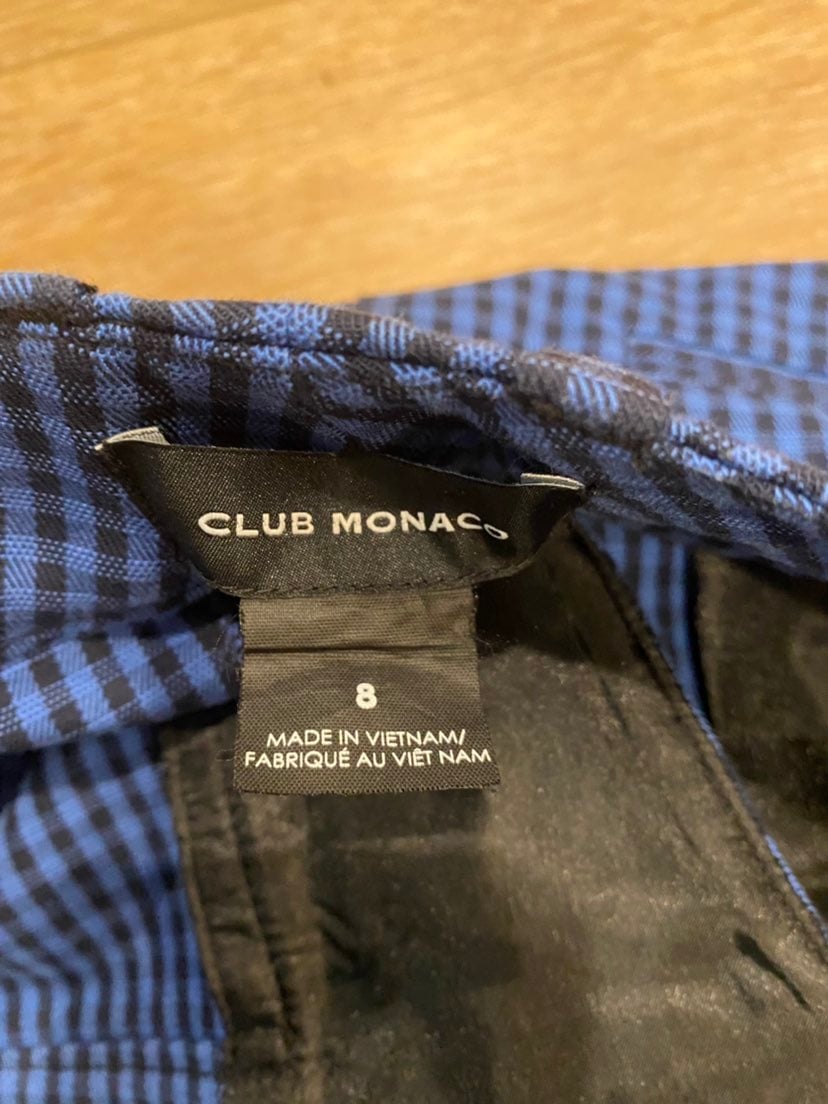 CLUB MONACO
8
MADE IN VIETNAM/
FABRIQUÉ AU VIÊT NAM